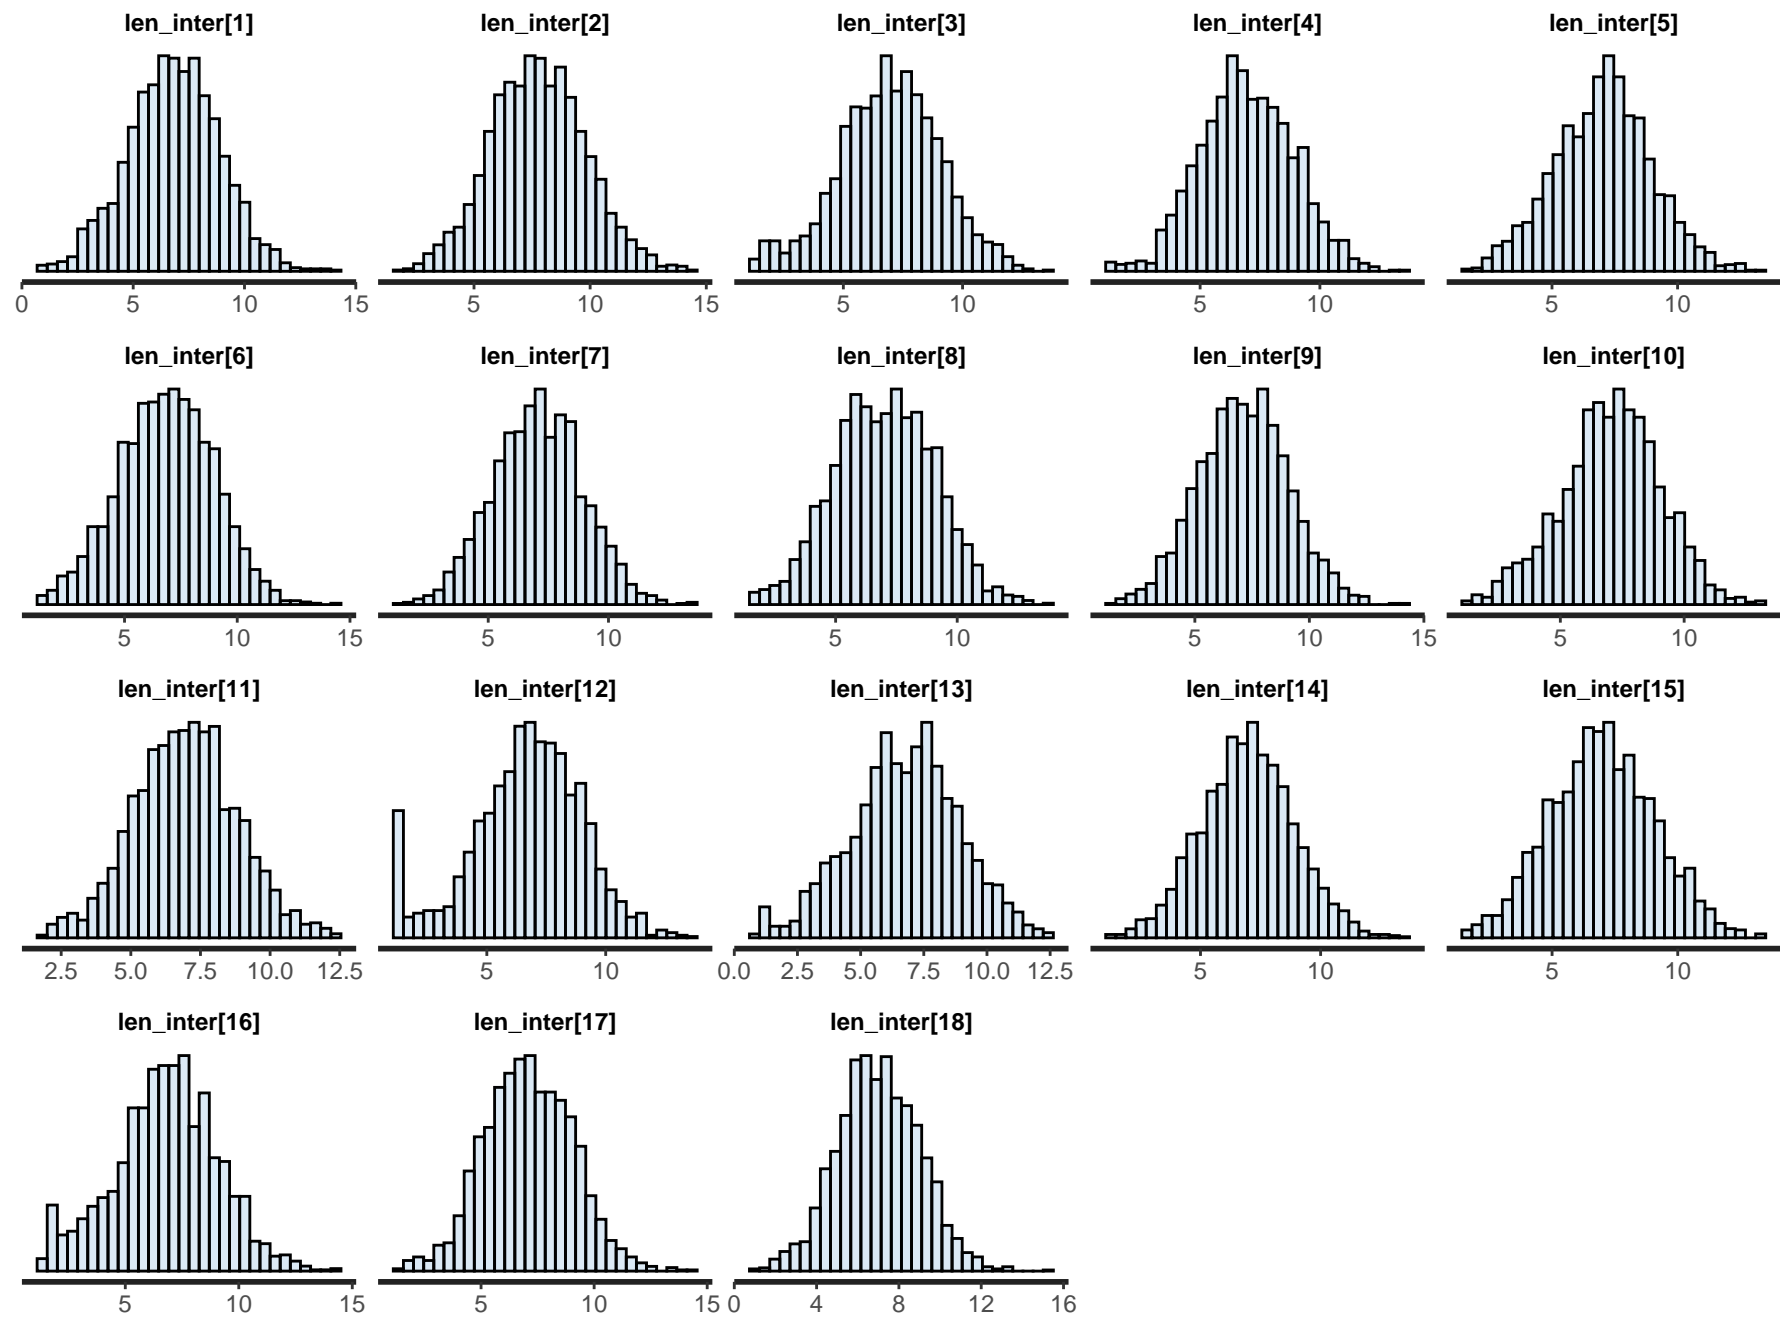 len_inter[1] len_inter[2] len_inter[3] len_inter[4] len_inter[5]
0 5 10 15 5 10 15 5 10 5 10 5 10
len_inter[6] len_inter[7] len_inter[8] len_inter[9] len_inter[10]
5 10 15 5 10 5 10 5 10 15 5 10
len_inter[11] len_inter[12] len_inter[13] len_inter[14] len_inter[15]
2.5 5.0 7.5 10.0 12.5 5 10 0.0 2.5 5.0 7.5 10.0 12.5 5 10 5 10
len_inter[16] len_inter[17] len_inter[18]
5 10 15 5 10 15 0 4 8 12 16